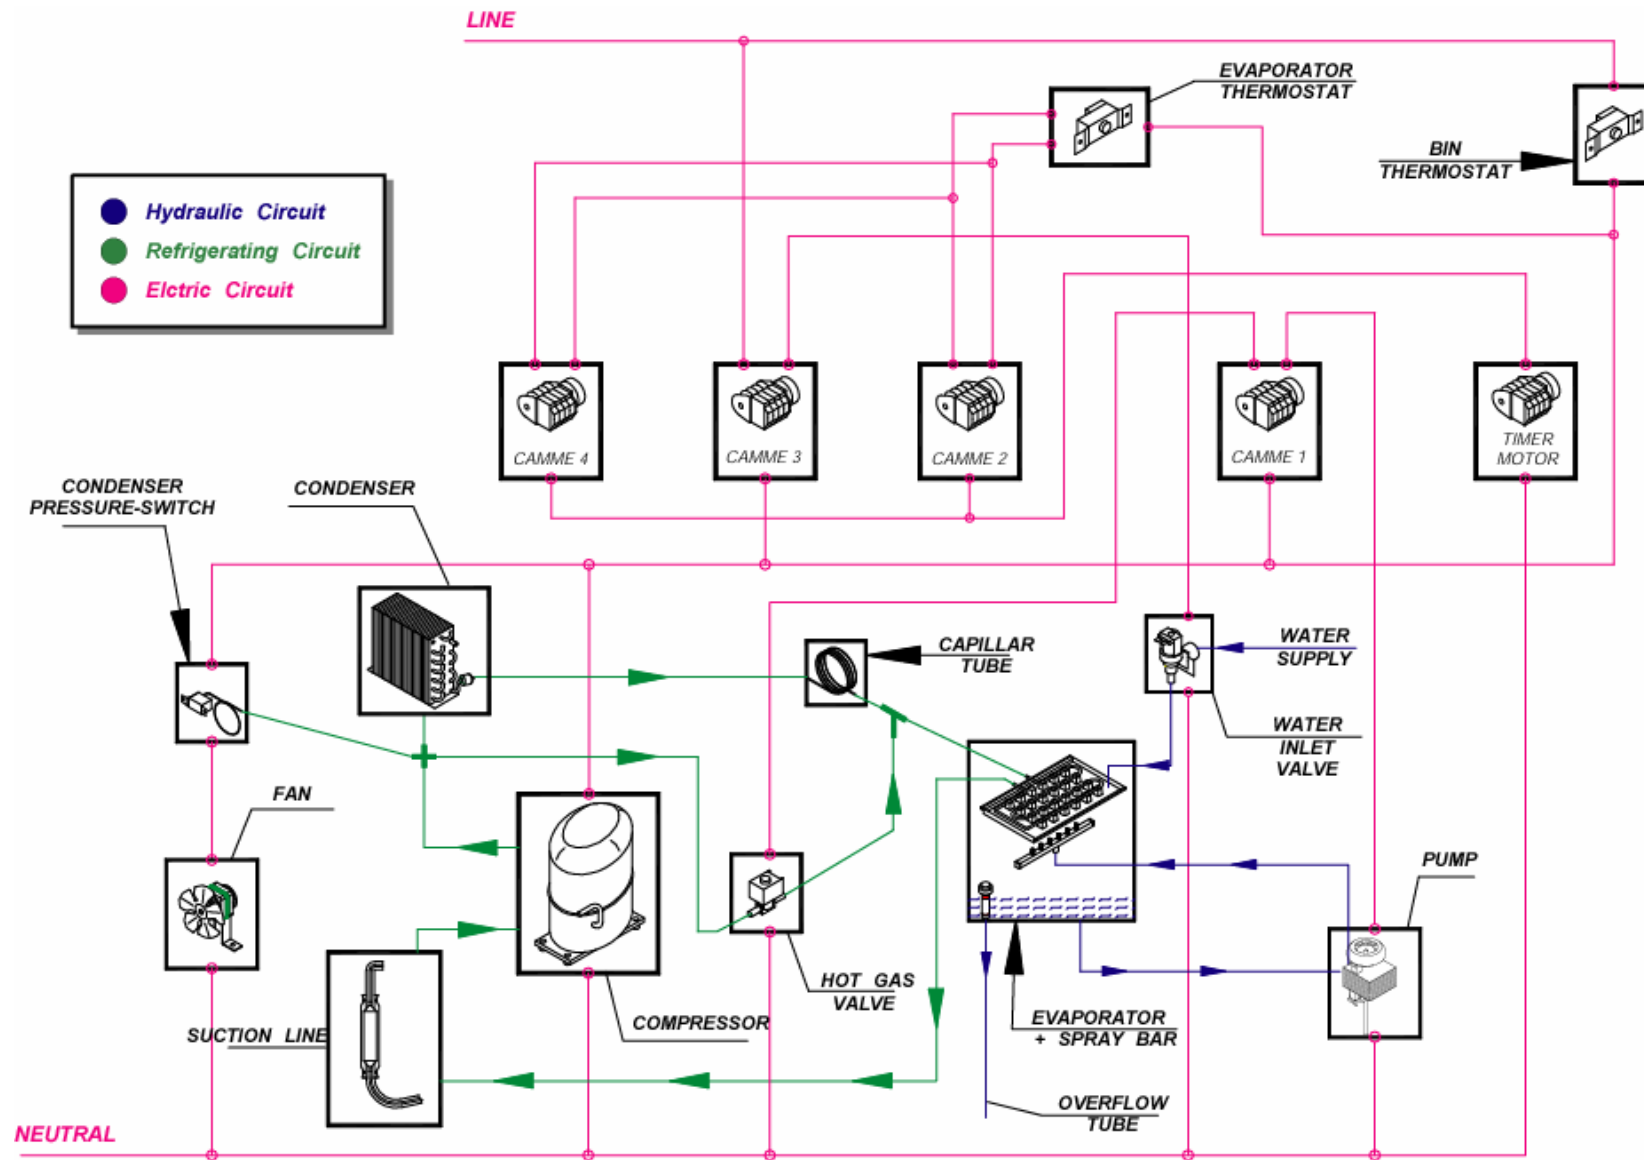 LINE
EVAPORATOR
THERMOSTAT
BIN
THERMOSTAT
Hydraulic Circuit
Refrigerating Circuit
Elctric Circuit
CAMME 4
CAMME 3
CAMME 2
CAMME 1
TIMER
MOTOR
CONDENSER
PRESSURE-SWITCH
CONDENSER
CAPILLAR
TUBE
WATER
SUPPLY
WATER
INLET
VALVE
FAN
PUMP
HOT GAS
VALVE
COMPRESSOR
SUCTION LINE
EVAPORATOR
+ SPRAY BAR
OVERFLOW
TUBE
NEUTRAL